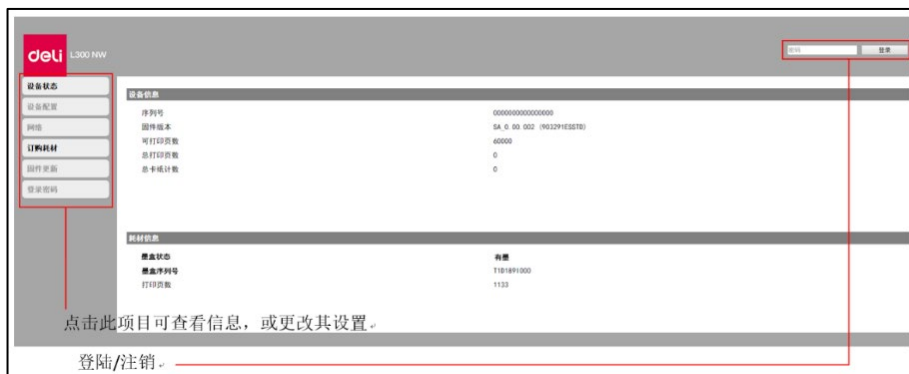 deli L300 NW
密码 登录
设备状态
设备配置
网络
订购耗材
固件更新
登录密码
设备信息
序列号 0000000000000000
固件版本 SA_0.00.002 (903291ESSTD)
可打印页数 60000
总打印页数 0
总卡纸计数 0
耗材信息
墨盒状态 有墨
墨盒序列号 T1B1891000
打印页数 1133
点击此项目可查看信息，或更改其设置。
登陆/注销。